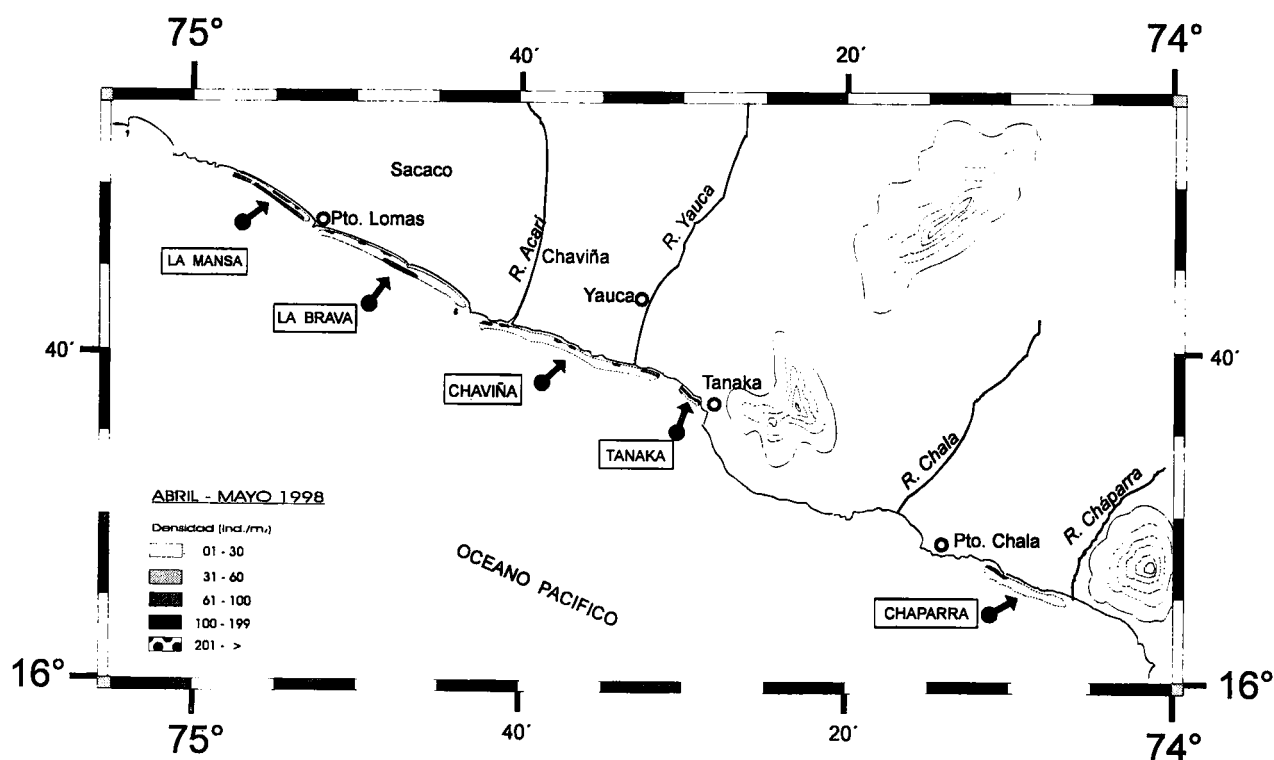 75°
40´
20´
74°
Sacaco
Pto. Lomas
R. Acarí
R. Yauca
Chaviña
Yauca
LA MANSA
LA BRAVA
40´
40´
CHAVIÑA
Tanaka
TANAKA
R. Chala
R. Cháparra
Pto. Chala
CHAPARRA
OCEANO PACIFICO
ABRIL - MAYO 1998
Densidad (ind./m²)
01 - 30
31 - 60
61 - 100
100 - 199
201 - >
16°
16°
75°
40´
20´
74°